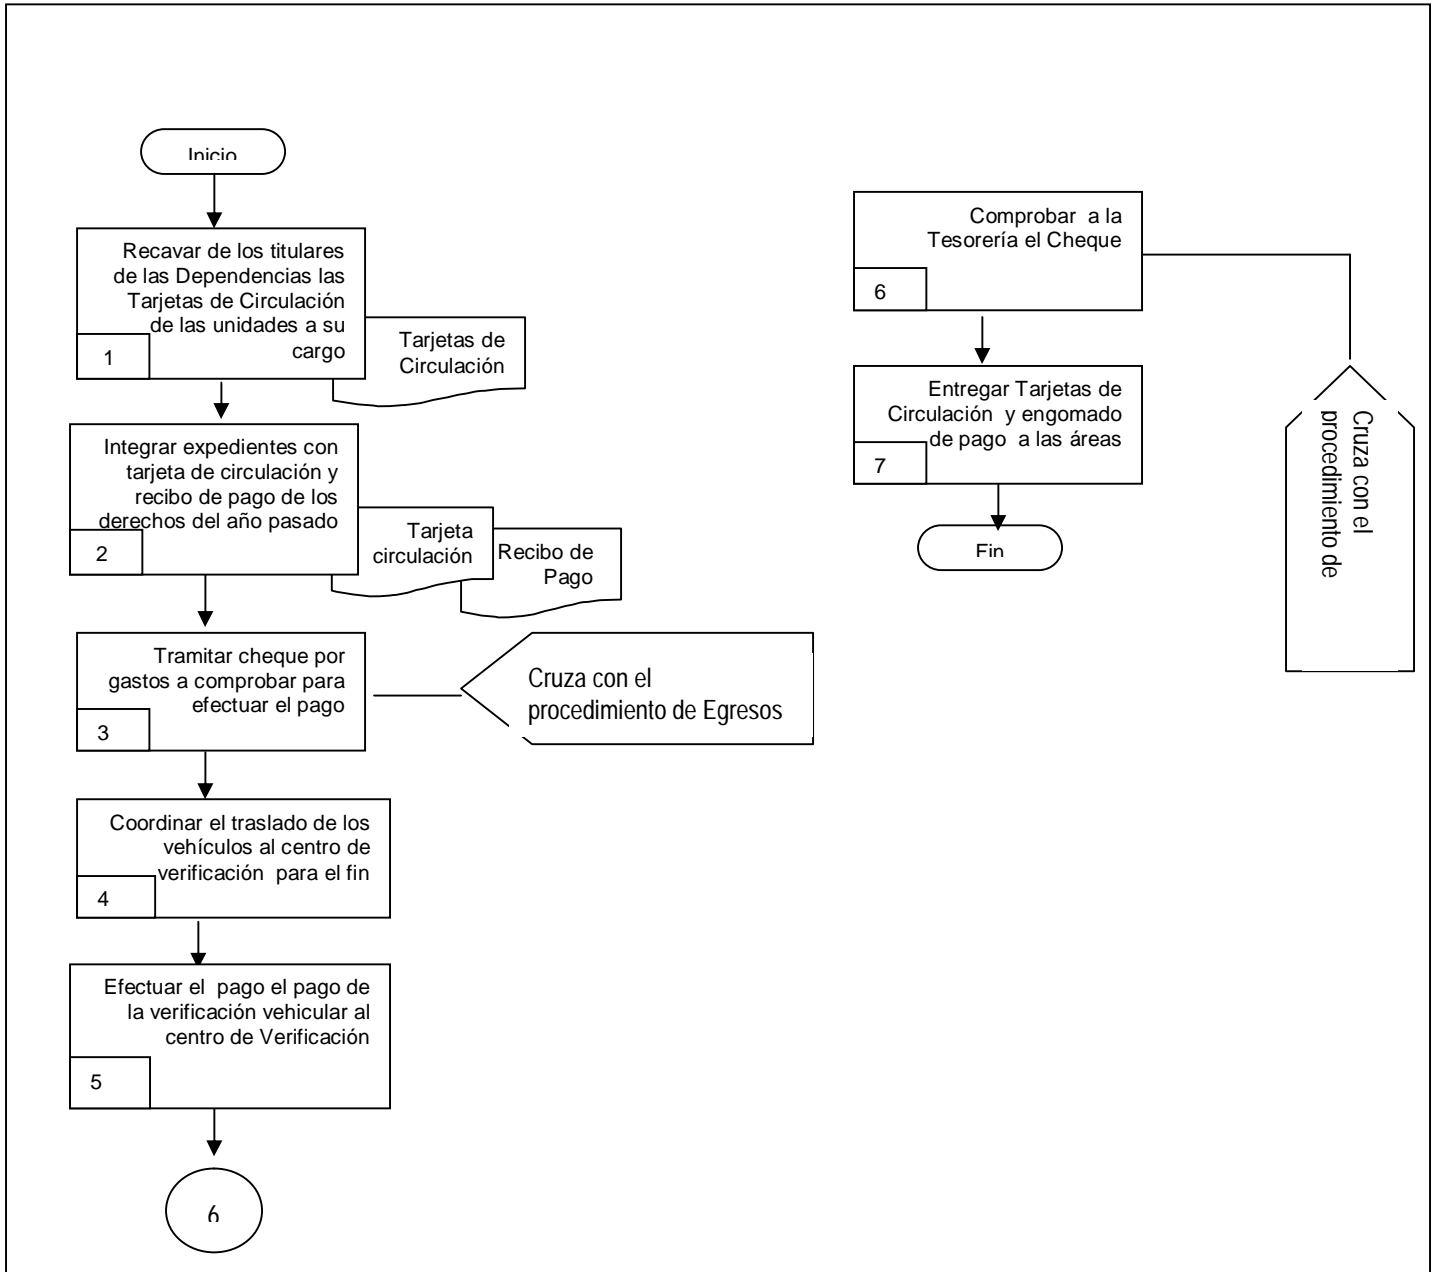 Inicio
Recavar de los titulares
de las Dependencias las
Tarjetas de Circulación
de las unidades a su
cargo
1
Tarjetas de
Circulación
Integrar expedientes con
tarjeta de circulación y
recibo de pago de los
derechos del año pasado
2
Tarjeta
circulación
Recibo de
Pago
Tramitar cheque por
gastos a comprobar para
efectuar el pago
3
Cruza con el
procedimiento de Egresos
Coordinar el traslado de los
vehículos al centro de
verificación para el fin
4
Efectuar el pago el pago de
la verificación vehicular al
centro de Verificación
5
6
Comprobar a la
Tesorería el Cheque
6
Entregar Tarjetas de
Circulación y engomado
de pago a las áreas
7
Fin
Cruza con el
procedimiento de